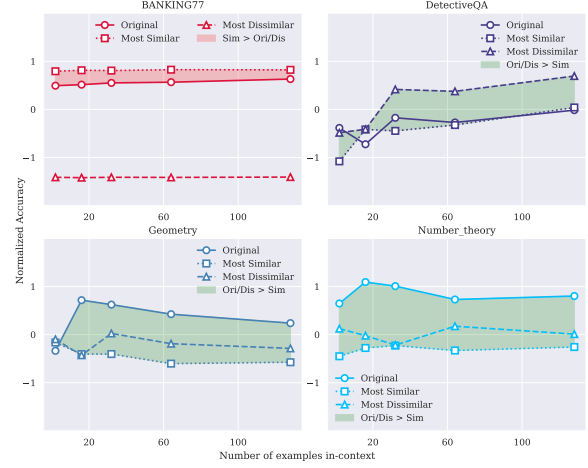 BANKING77
Original
Most Similar
Most Dissimilar
Sim > Ori/Dis
1
0
−1
20
60
100
DetectiveQA
Original
Most Similar
Most Dissimilar
Ori/Dis > Sim
1
0
−1
20
60
100
Normalized Accuracy
Geometry
Original
Most Similar
Most Dissimilar
Ori/Dis > Sim
1
0
−1
20
60
100
Number_theory
Original
Most Similar
Most Dissimilar
Ori/Dis > Sim
1
0
−1
20
60
100
Number of examples in-context